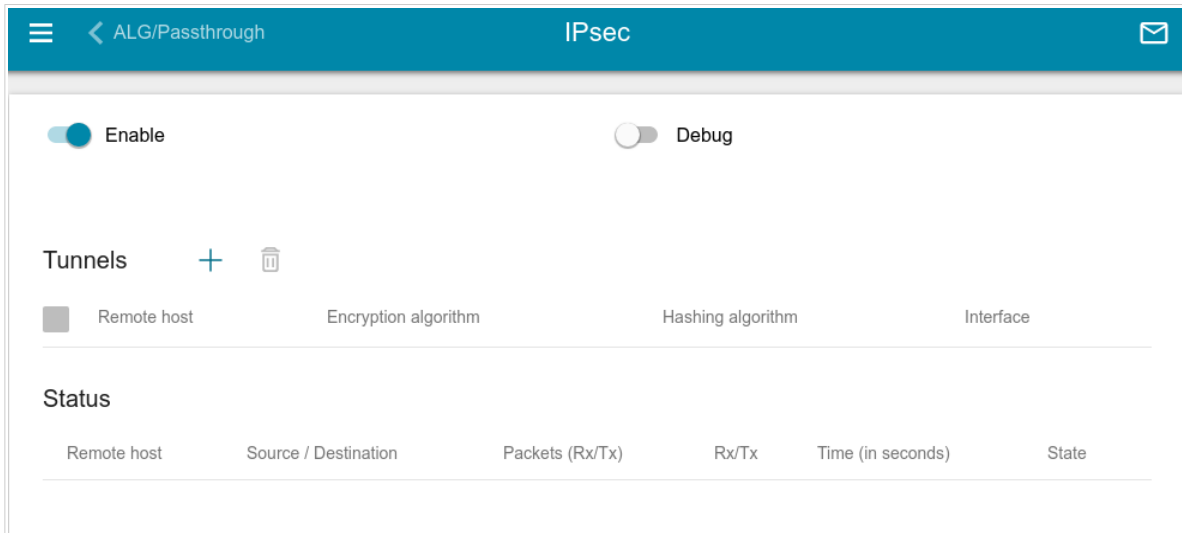 ALG/Passthrough IPsec
Enable Debug
Tunnels
Remote host Encryption algorithm Hashing algorithm Interface
Status
Remote host Source / Destination Packets (Rx/Tx) Rx/Tx Time (in seconds) State